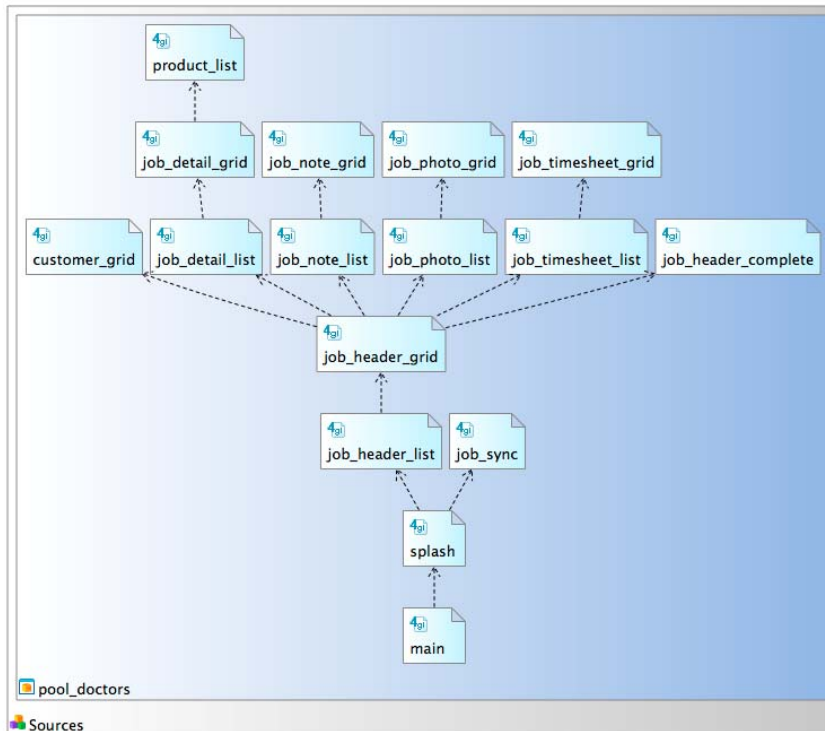 4gl
product_list
4gl
job_detail_grid
4gl
job_note_grid
4gl
job_photo_grid
4gl
job_timesheet_grid
4gl
customer_grid
4gl
job_detail_list
4gl
job_note_list
4gl
job_photo_list
4gl
job_timesheet_list
4gl
job_header_complete
4gl
job_header_grid
4gl
job_header_list
4gl
job_sync
4gl
splash
4gl
main
pool_doctors
Sources